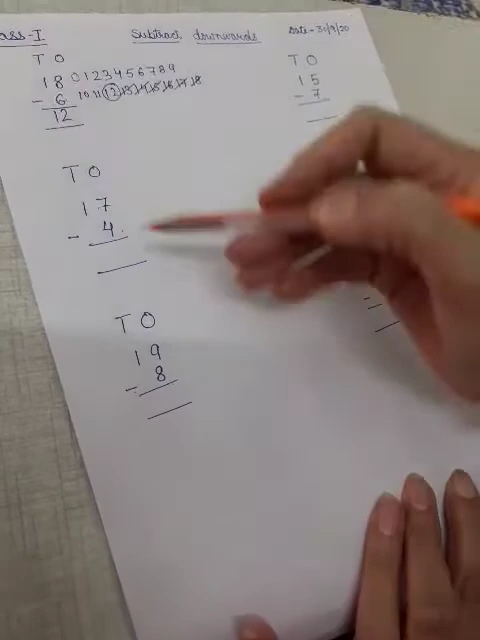 ass-I Subtract downwards Date- 30/9/20
T O
18 0 1 2 3 4 5 6 7 8 9
- 6 10 11 12 13 14 15 16 17 18
12
T O
15
- 7
T O
17
- 4
T O
19
- 8